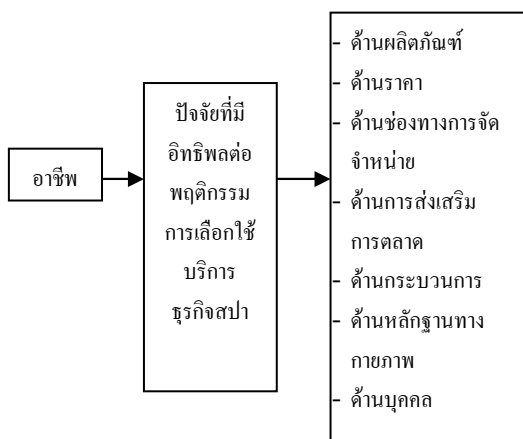 อาชีพ
ปัจจัยที่มี
อิทธิพลต่อ
พฤติกรรม
การเลือกใช้
บริการ
ธุรกิจสปา
- ด้านผลิตภัณฑ์
- ด้านราคา
- ด้านช่องทางการจัด
จำหน่าย
- ด้านการส่งเสริม
การตลาด
- ด้านกระบวนการ
- ด้านหลักฐานทาง
กายภาพ
- ด้านบุคคล